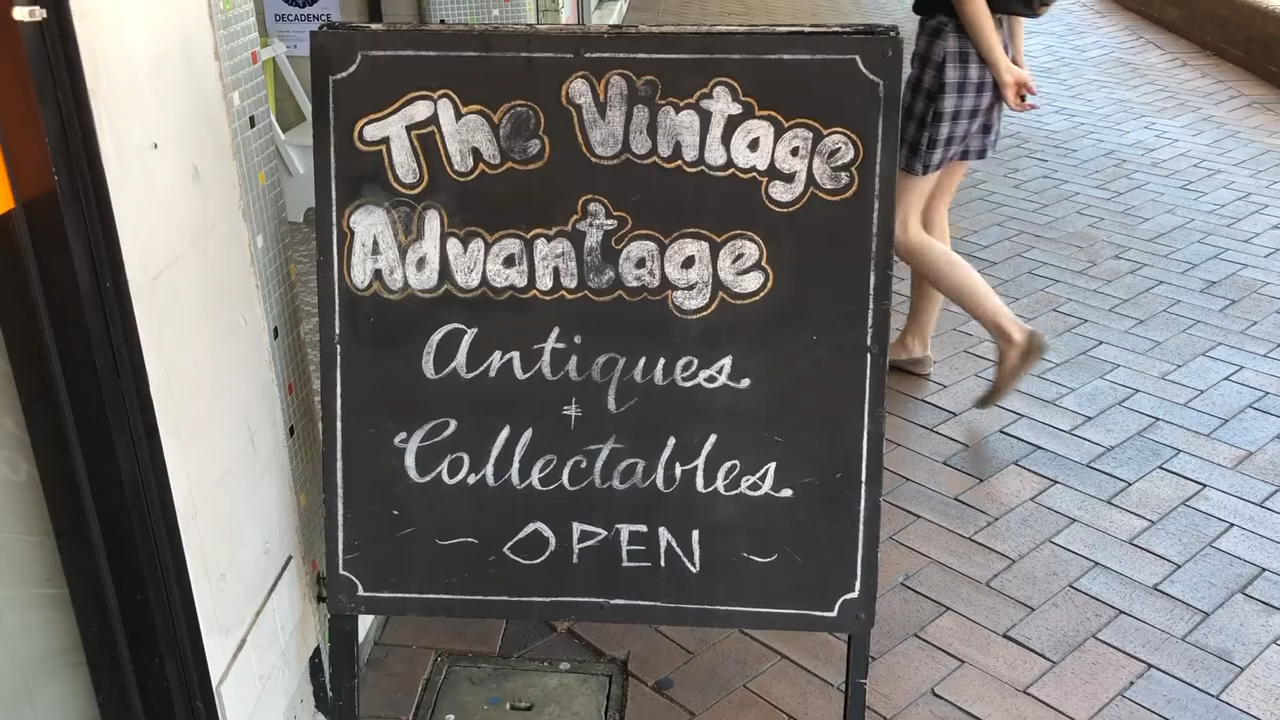 DECADENCE
The Vintage
Advantage
Antiques
+
Collectables
~ OPEN ~